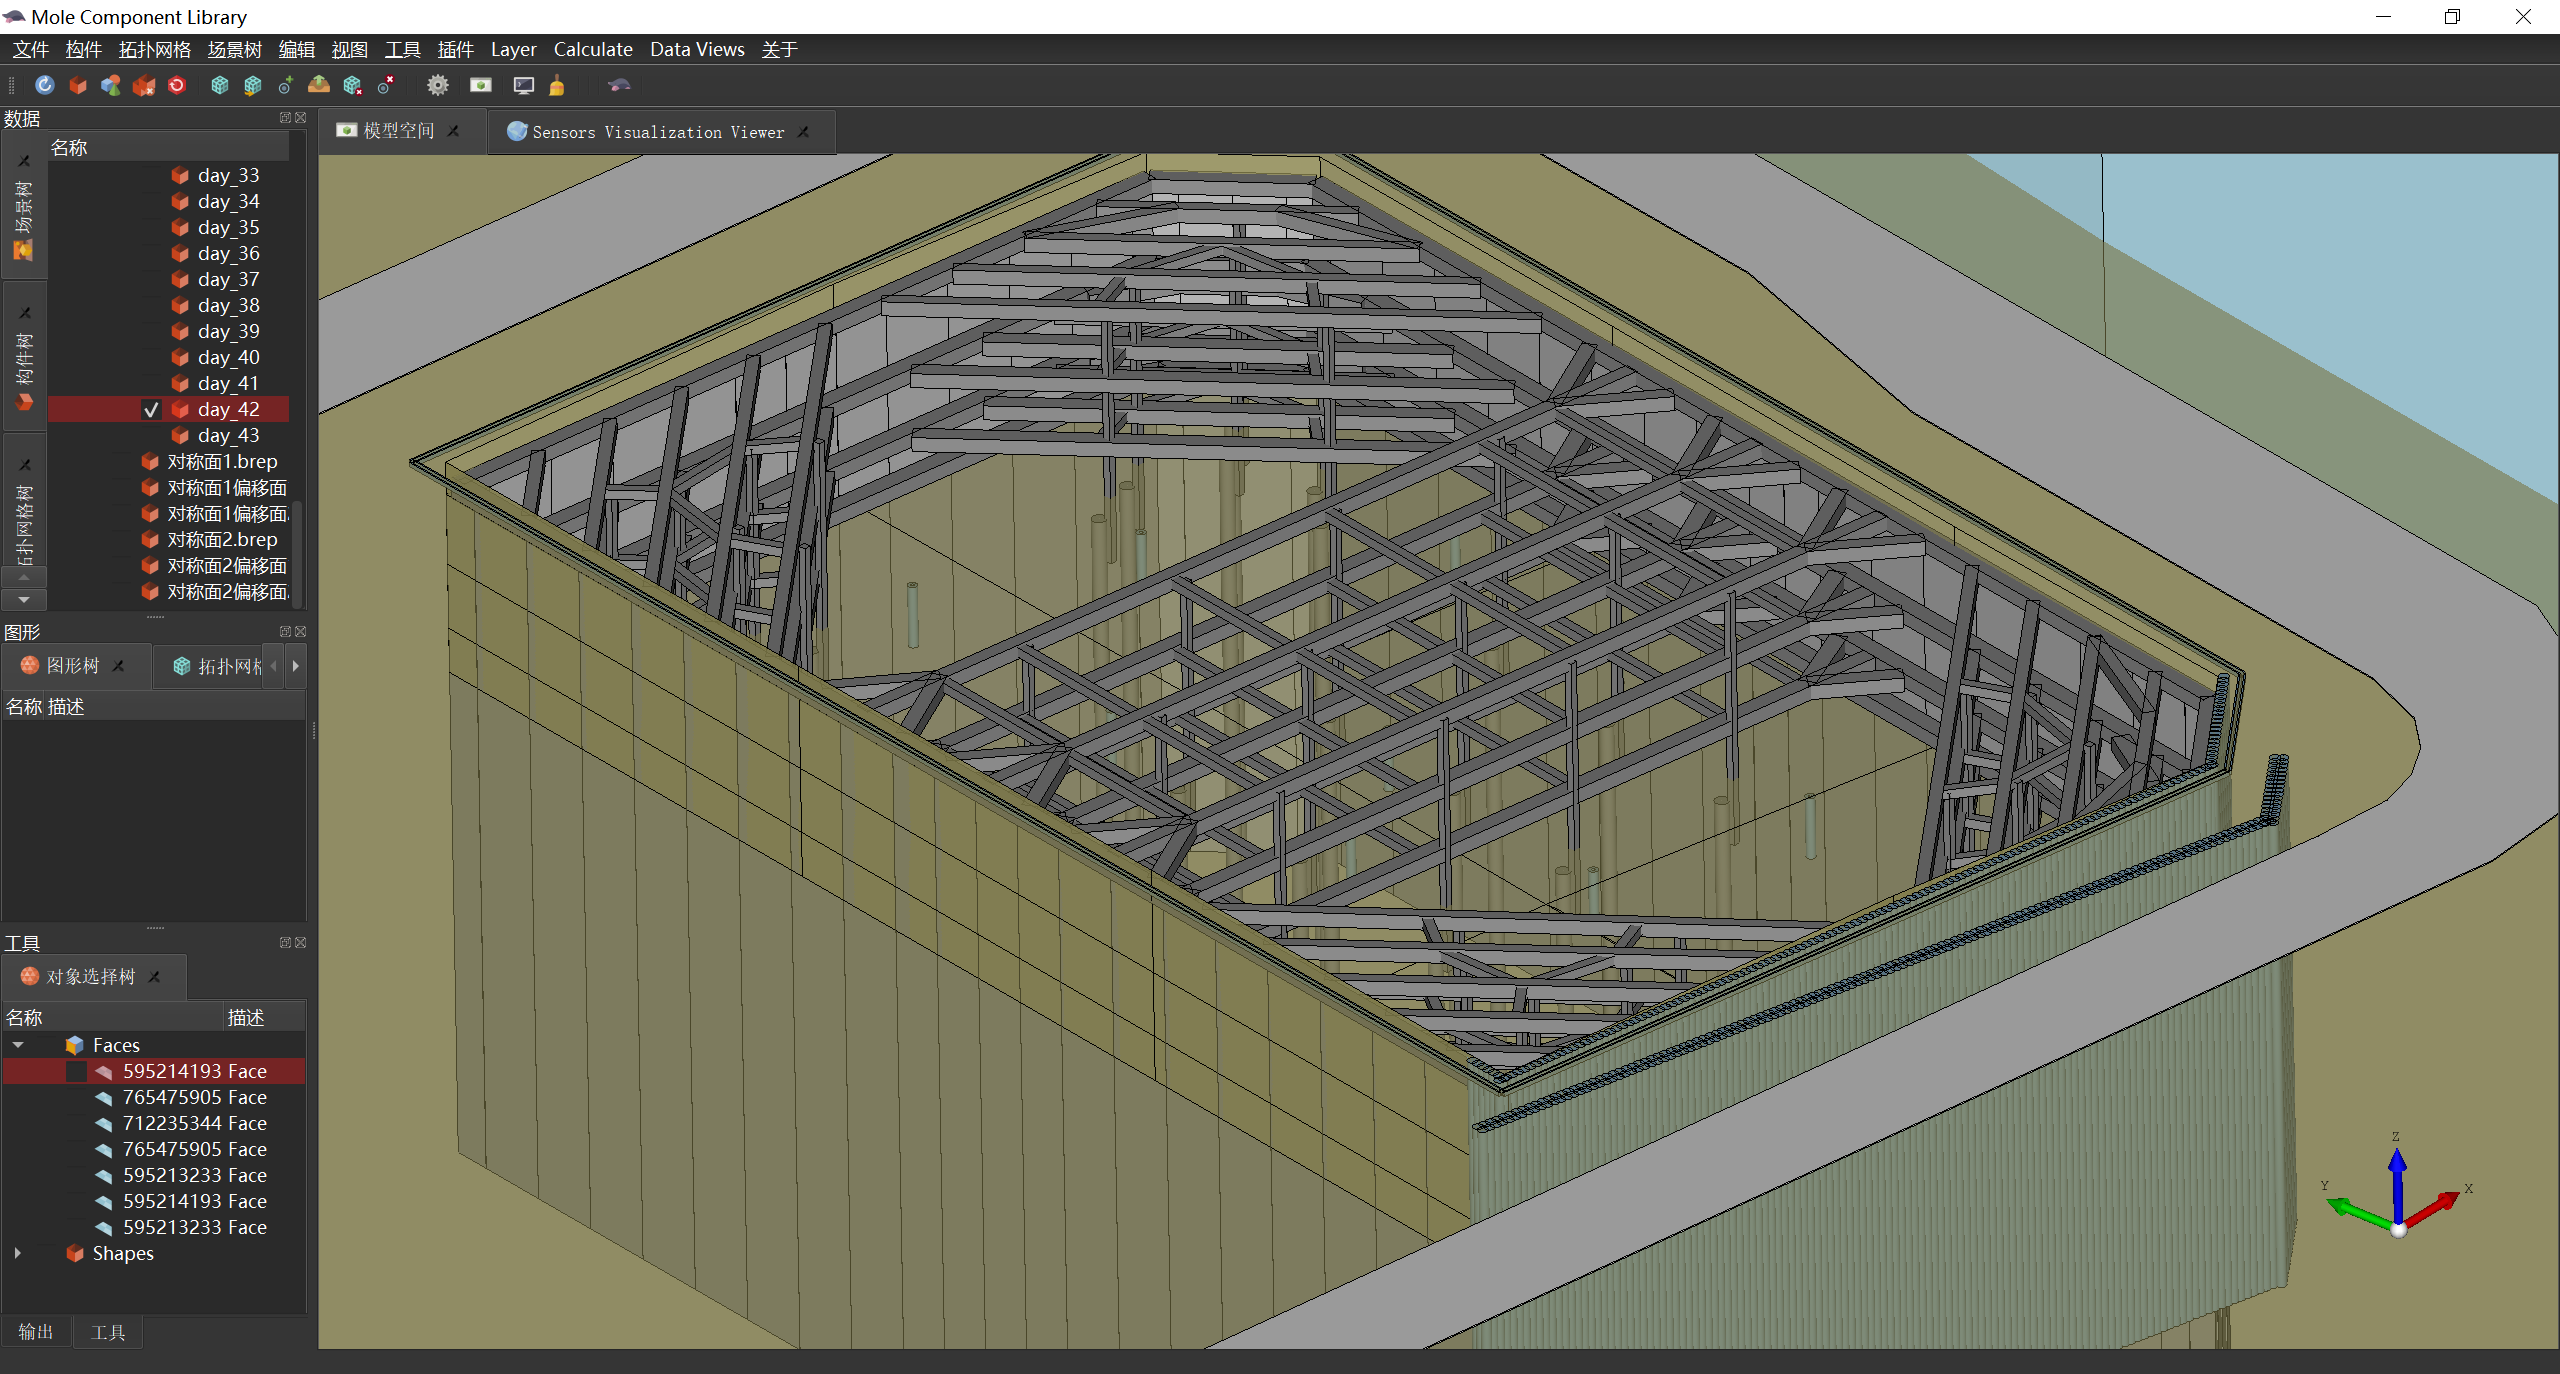 Mole Component Library
文件 构件 拓扑网格 场景树 编辑 视图 工具 插件 Layer Calculate Data Views 关于
数据
模型空间
Sensors Visualization Viewer
场景树
构件树
拓扑网格树
名称
day_33
day_34
day_35
day_36
day_37
day_38
day_39
day_40
day_41
day_42
day_43
对称面1.brep
对称面1偏移面
对称面1偏移面.
对称面2.brep
对称面2偏移面
对称面2偏移面.
图形
图形树
拓扑网
名称 描述
工具
对象选择树
名称 描述
Faces
595214193 Face
765475905 Face
712235344 Face
765475905 Face
595213233 Face
595214193 Face
595213233 Face
Shapes
输出 工具
Z
Y
X